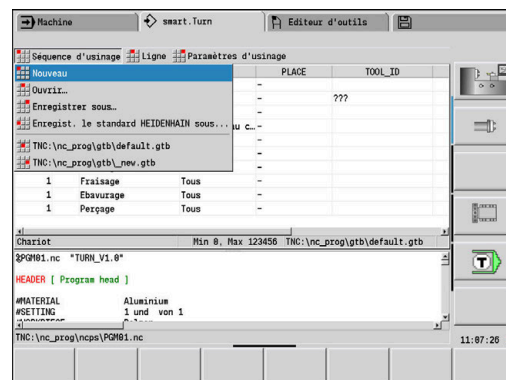 Machine smart.Turn Editeur d'outils
Séquence d'usinage Ligne Paramètres d'usinage
PLACE TOOL_ID
Nouveau
Ouvrir...
Enregistrer sous...
Enregist. le standard HEIDENHAIN sous...
TNC:\nc_prog\gtb\default.gtb
TNC:\nc_prog\gtb\_new.gtb
-
- ???
-
au c… -
-
-
1 Fraisage Tous -
1 Ebavurage Tous -
1 Perçage Tous -
Chariot Min 0, Max 123456 TNC:\nc_prog\gtb\default.gtb
%PGM01.nc "TURN_V1.0"
HEADER [ Program head ]
#MATERIAL Aluminium
#SETTING 1 und von 1
TNC:\nc_prog\ncps\PGM01.nc
T
11:07:26